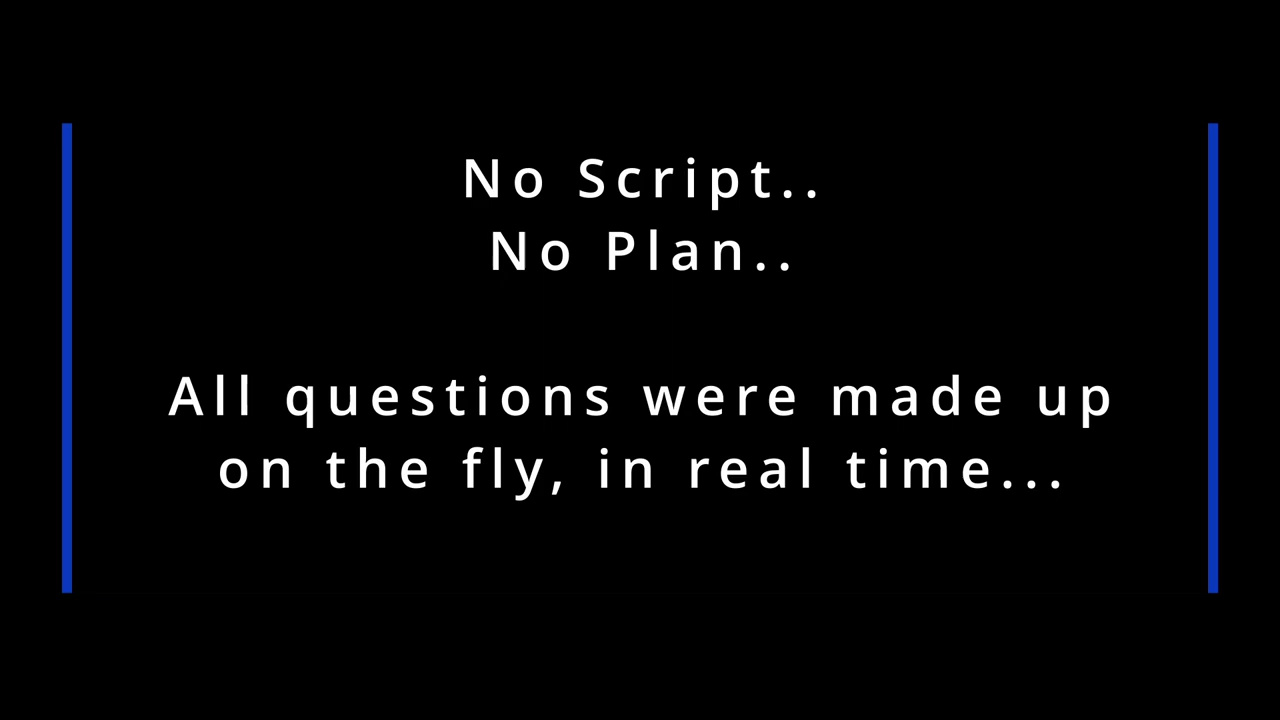 No Script..
No Plan..
All questions were made up
on the fly, in real time...